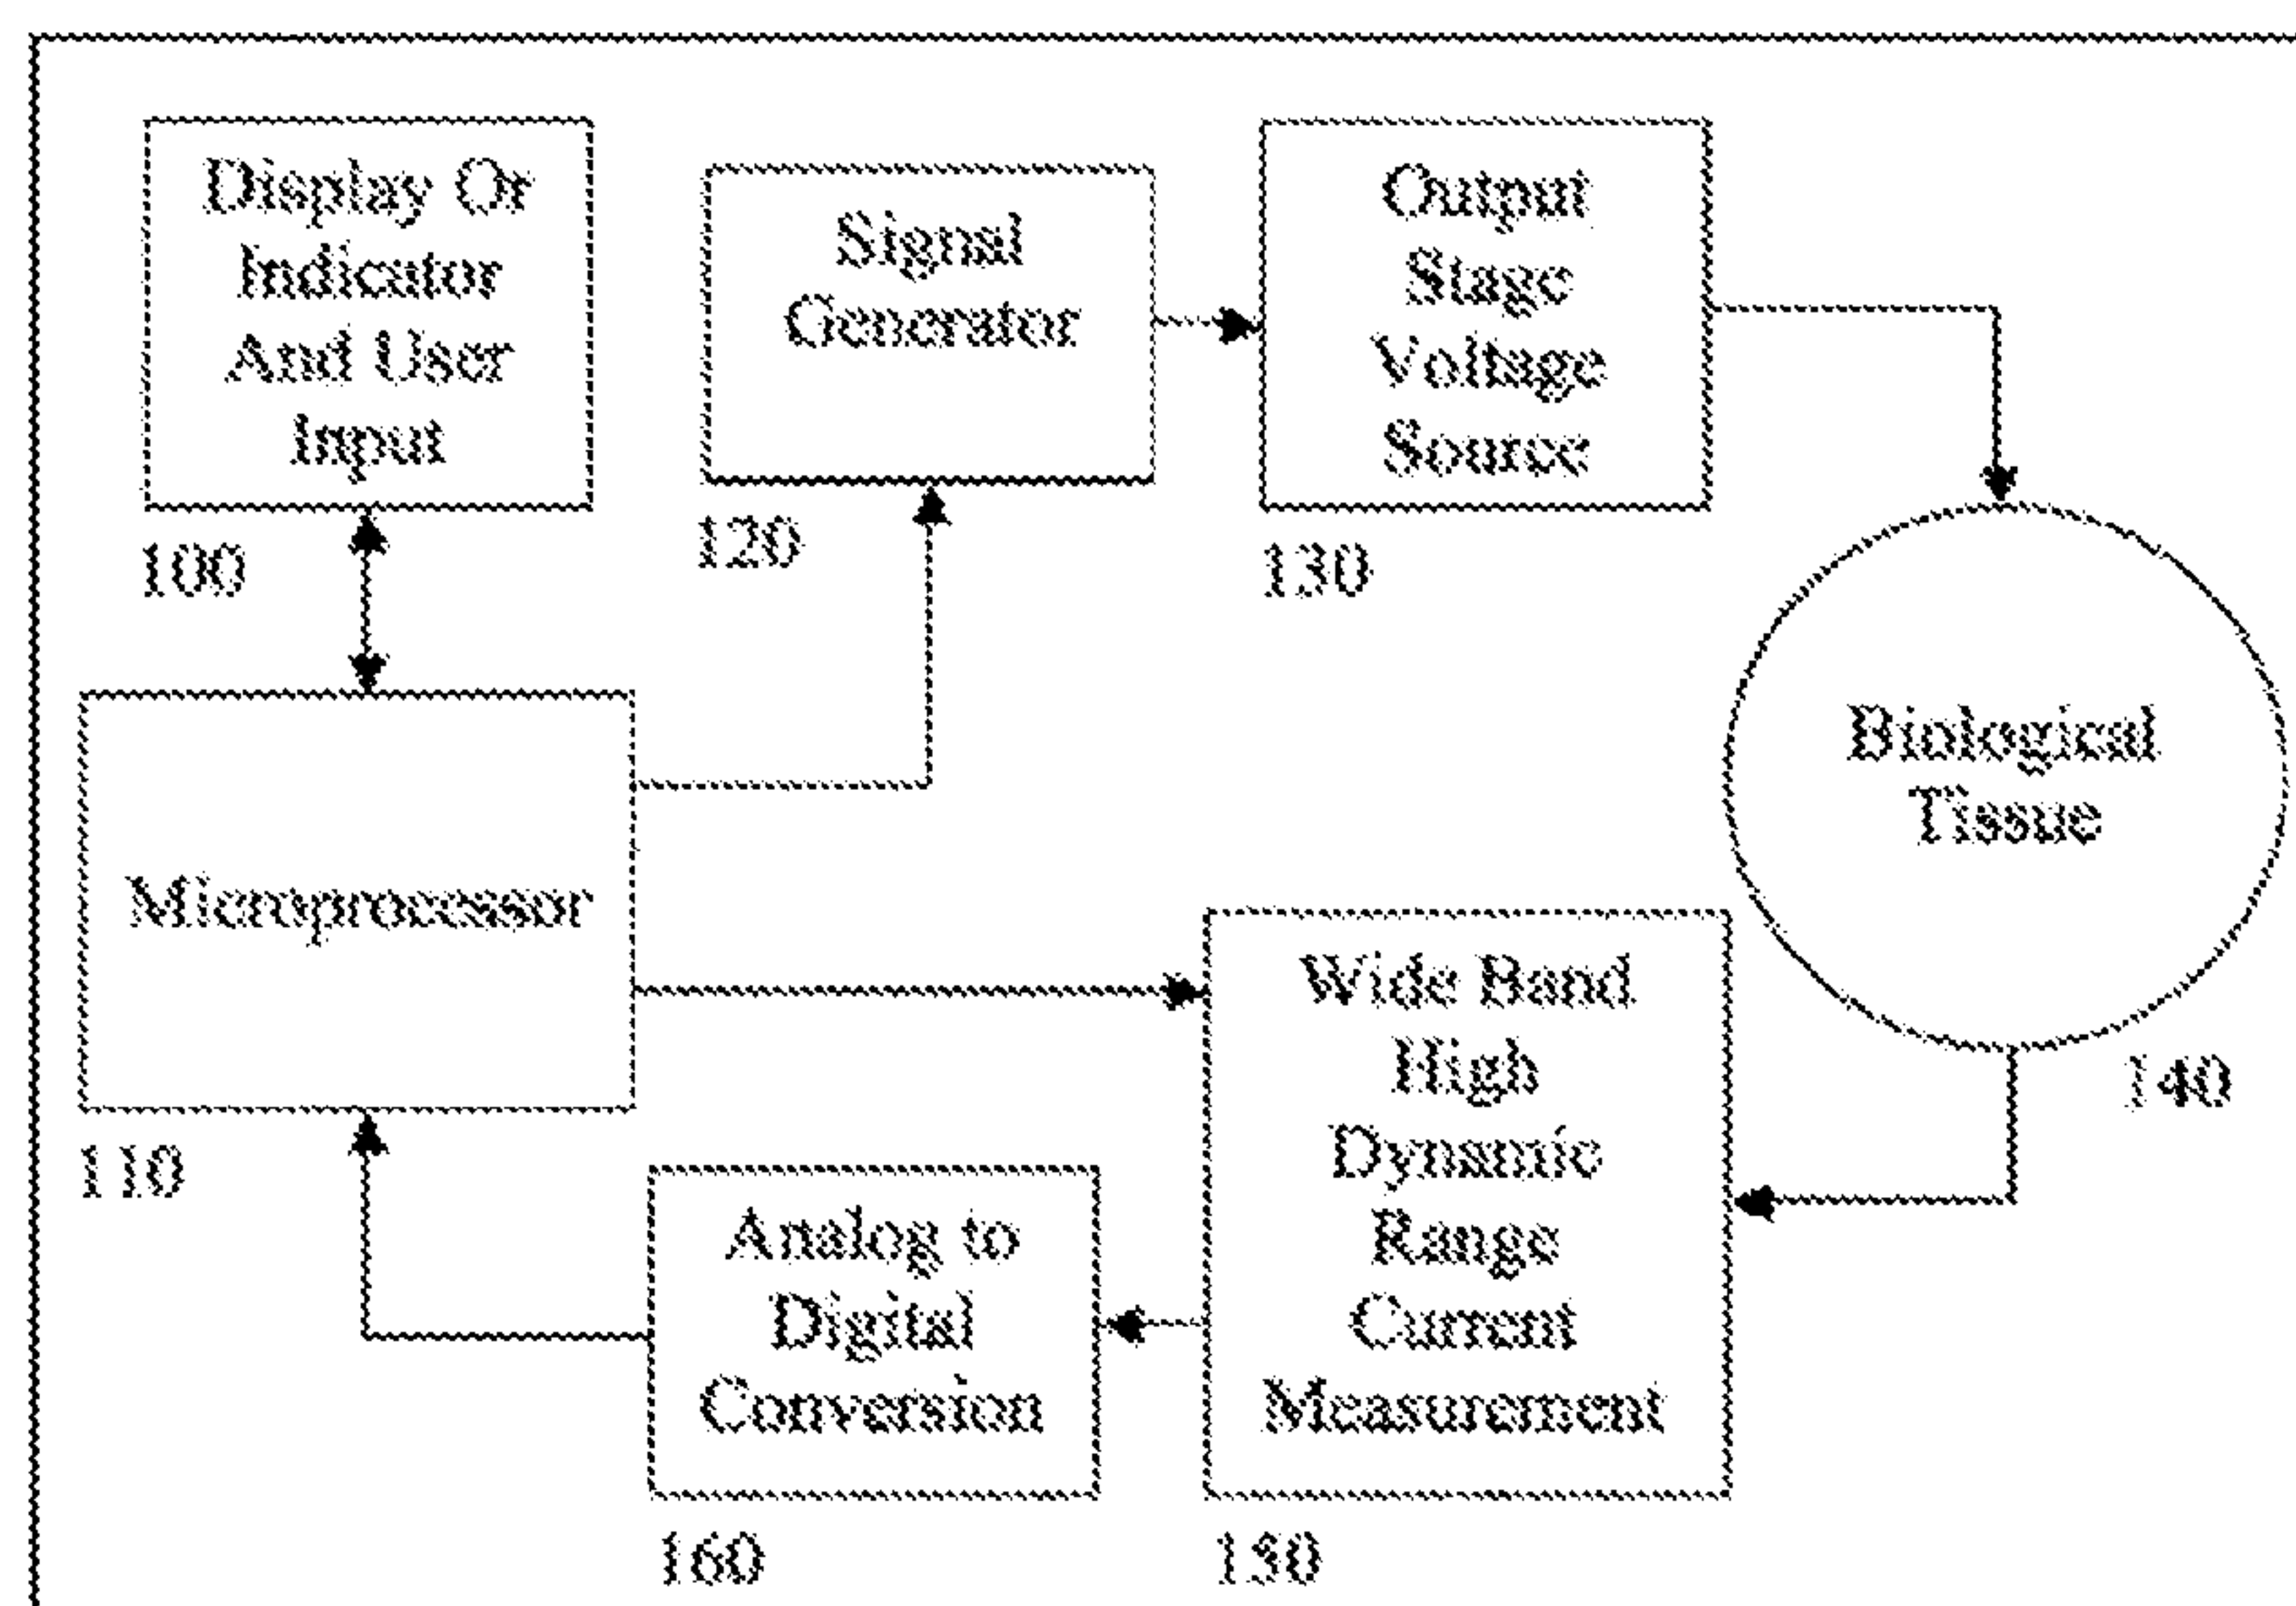 Display Or
Indicator
And User
Input
100
Signal
Generator
120
Output
Stage
Voltage
Source
130
Biological
Tissue
140
Microprocessor
110
Wide Band
High
Dynamic
Range
Current
Measurement
150
Analog to
Digital
Conversion
160